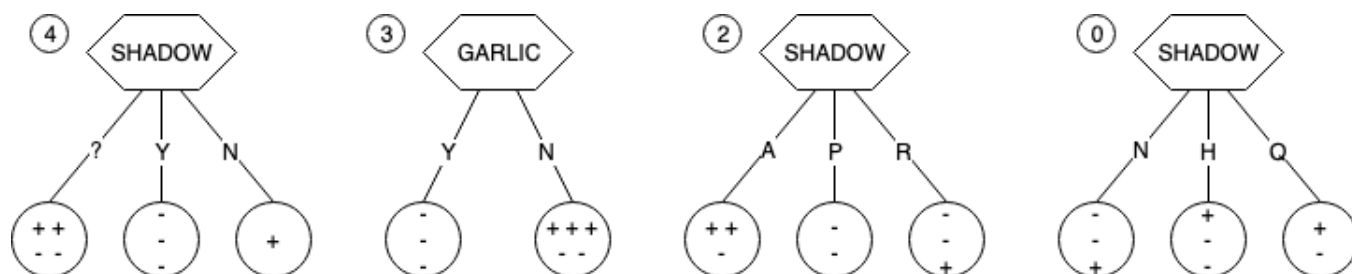 4 SHADOW 3 GARLIC 2 SHADOW 0 SHADOW
? Y N Y N A P R N H Q
+ + - + + + + + - - - +
- - - + - - - - - - - + -
- - + +